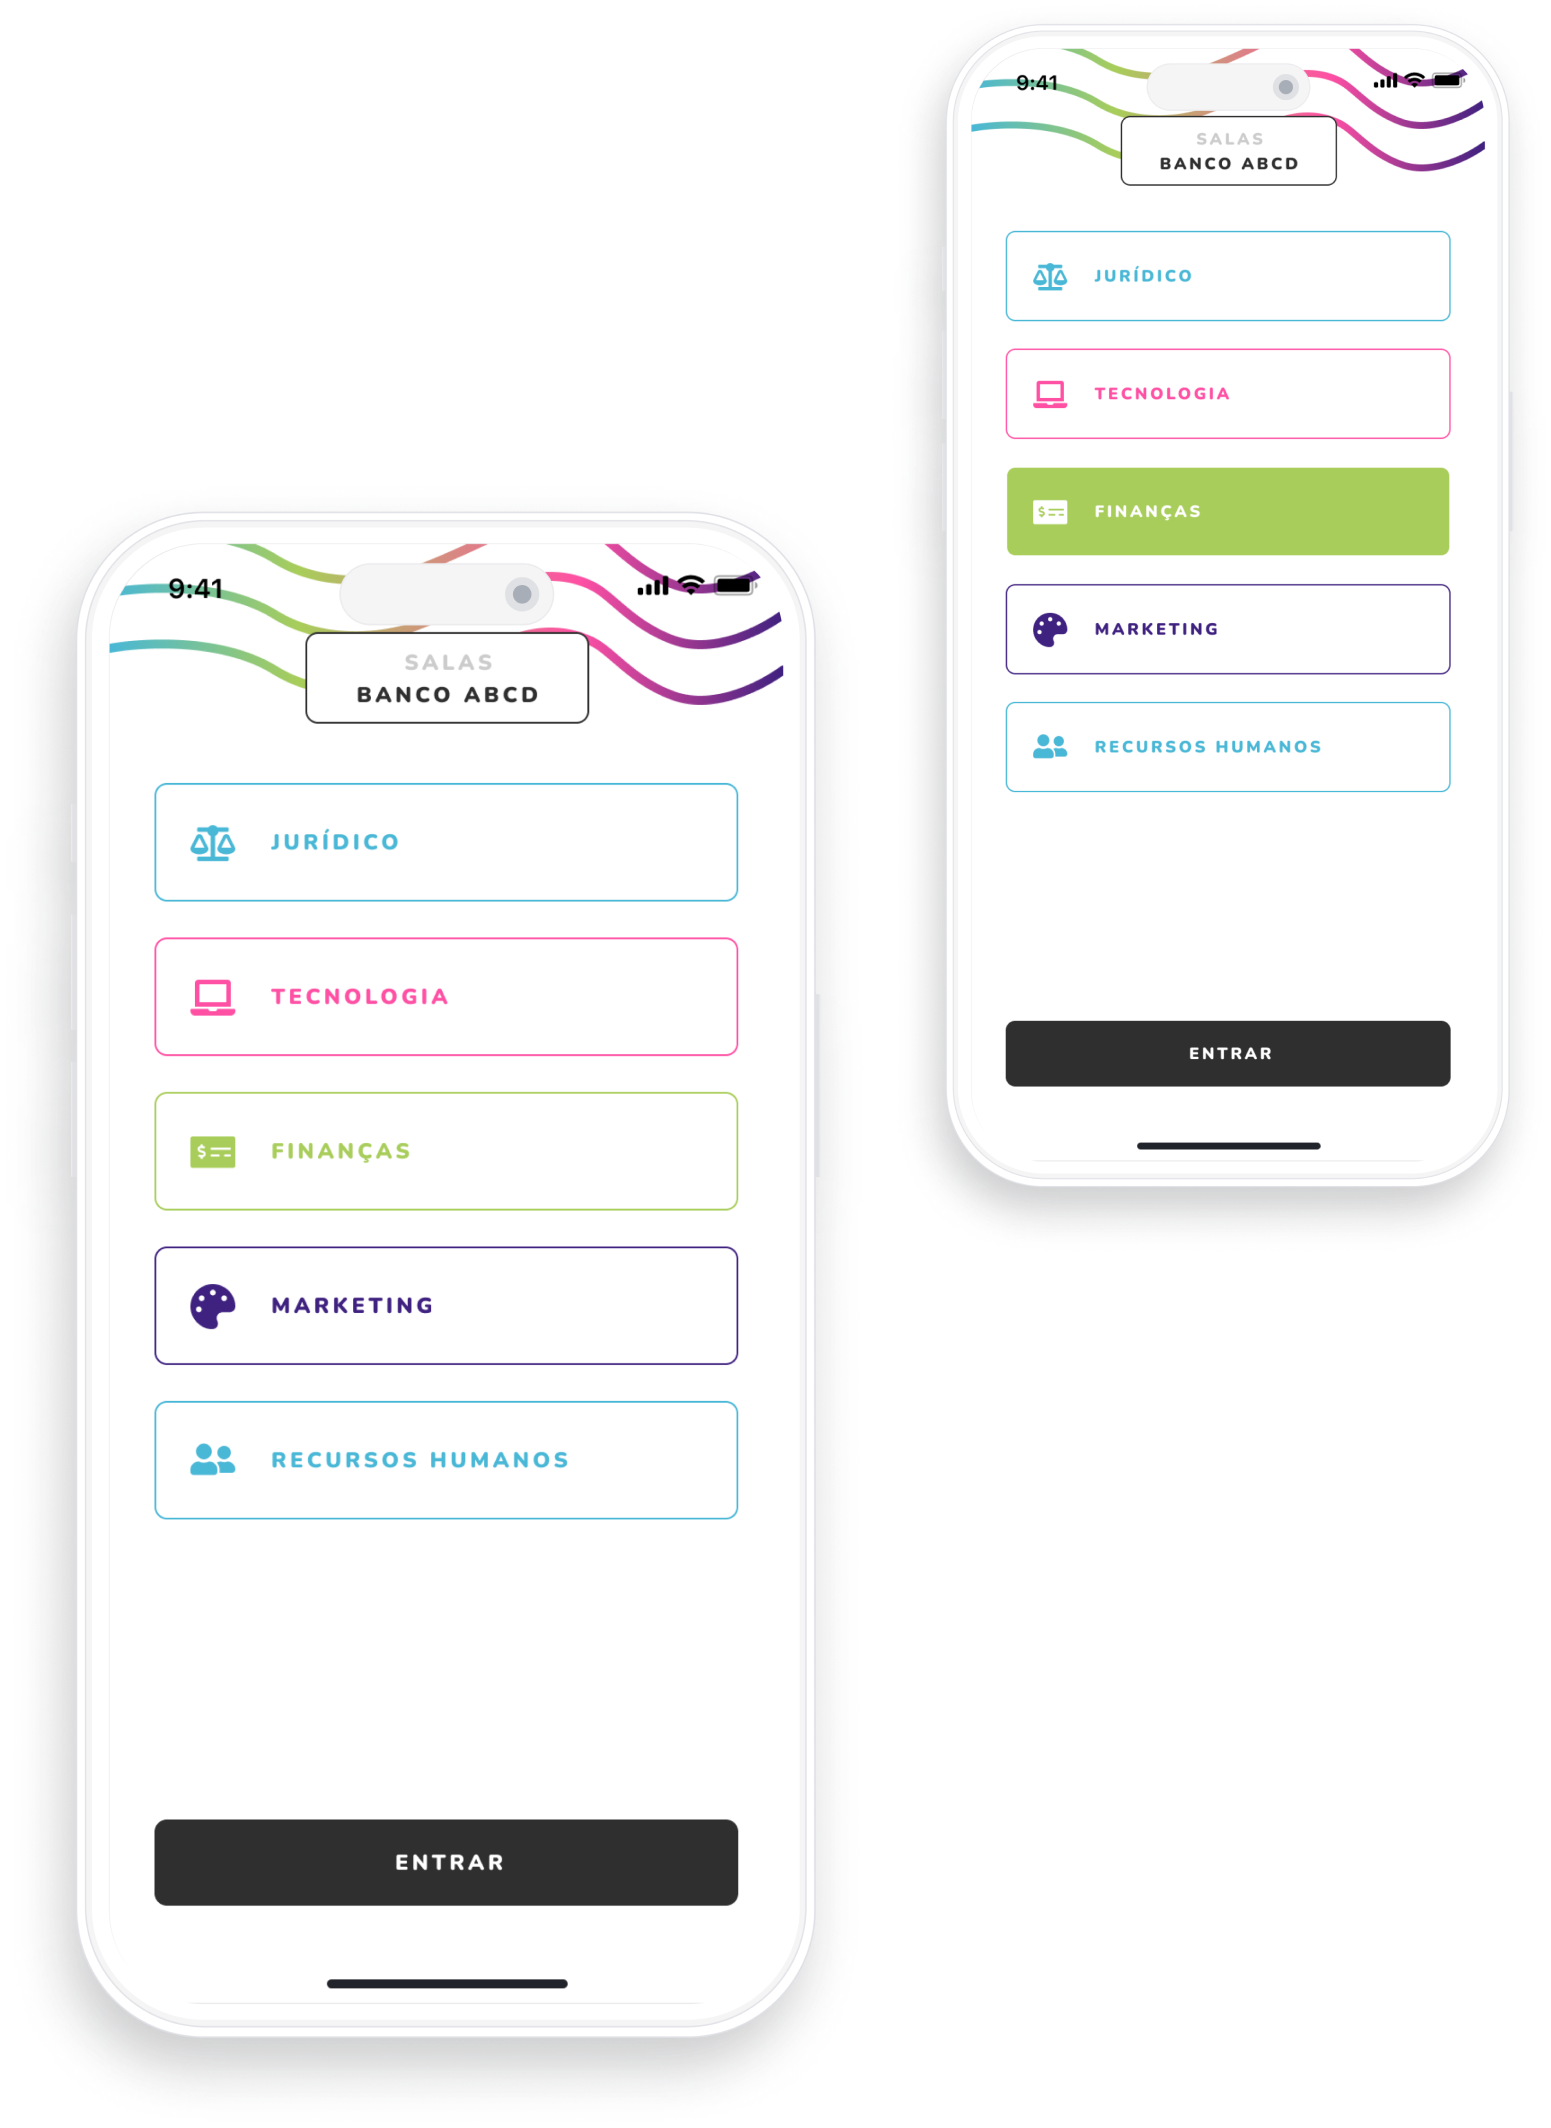 9:41
SALAS
BANCO ABCD
JURÍDICO
TECNOLOGIA
$
FINANÇAS
MARKETING
RECURSOS HUMANOS
ENTRAR
9:41
SALAS
BANCO ABCD
JURÍDICO
TECNOLOGIA
$
FINANÇAS
MARKETING
RECURSOS HUMANOS
ENTRAR